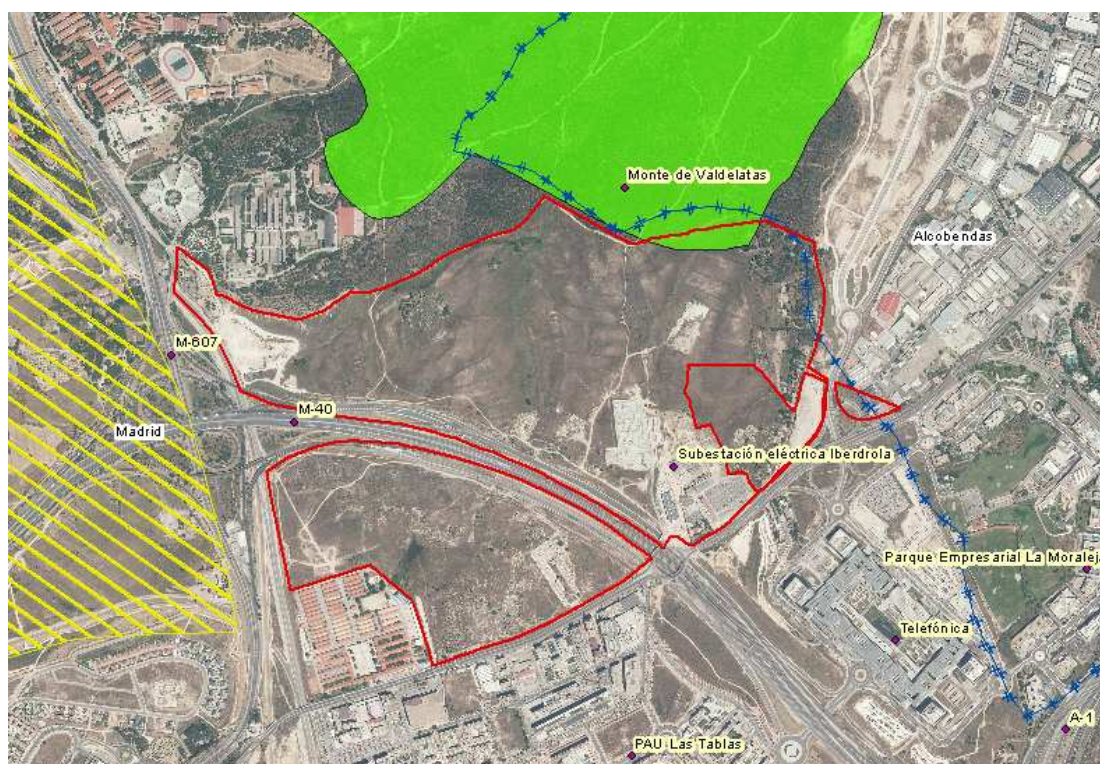 Monte de Valdelatas
Alcobendas
M-607
M-40
Madrid
Subestación eléctrica Iberdrola
Parque Empresarial La Moraleja
Telefónica
A-1
PAU Las Tablas